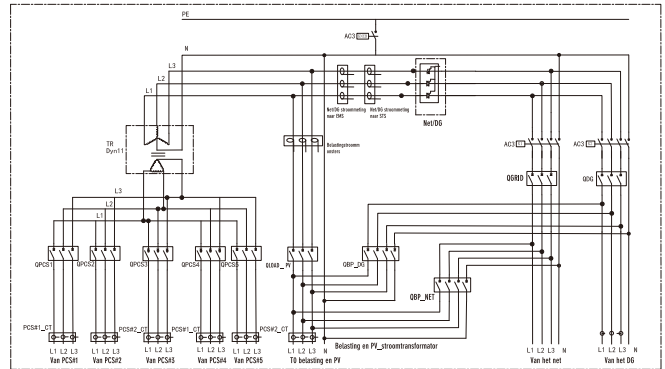 PE
AC3
N
L3
L2
L1
Net/DG stroommeting
naar EMS
Net/DG stroommeting
naar STS
Net/DG
TR
Dyn11
Belastingstroomm
onsters
AC3
AC3
QGRID
QDG
L3
L2
L1
QPCS1
QPCS2
QPCS3
QPCS4
QPCS5
QLOAD_PV
QBP_DG
QBP_NET
PCS#1_CT
PCS#2_CT
PCS#1_CT
PCS#2_CT
L1 L2 L3
L1 L2 L3
L1 L2 L3
L1 L2 L3
L1 L2 L3
L1 L2 L3 N
L1 L2 L3 N
L1 L2 L3 N
Belasting en PV_stroomtransformator
Van PCS#1
Van PCS#2
Van PCS#3
Van PCS#4
Van PCS#5
TO belasting en PV
Van het net
Van het DG